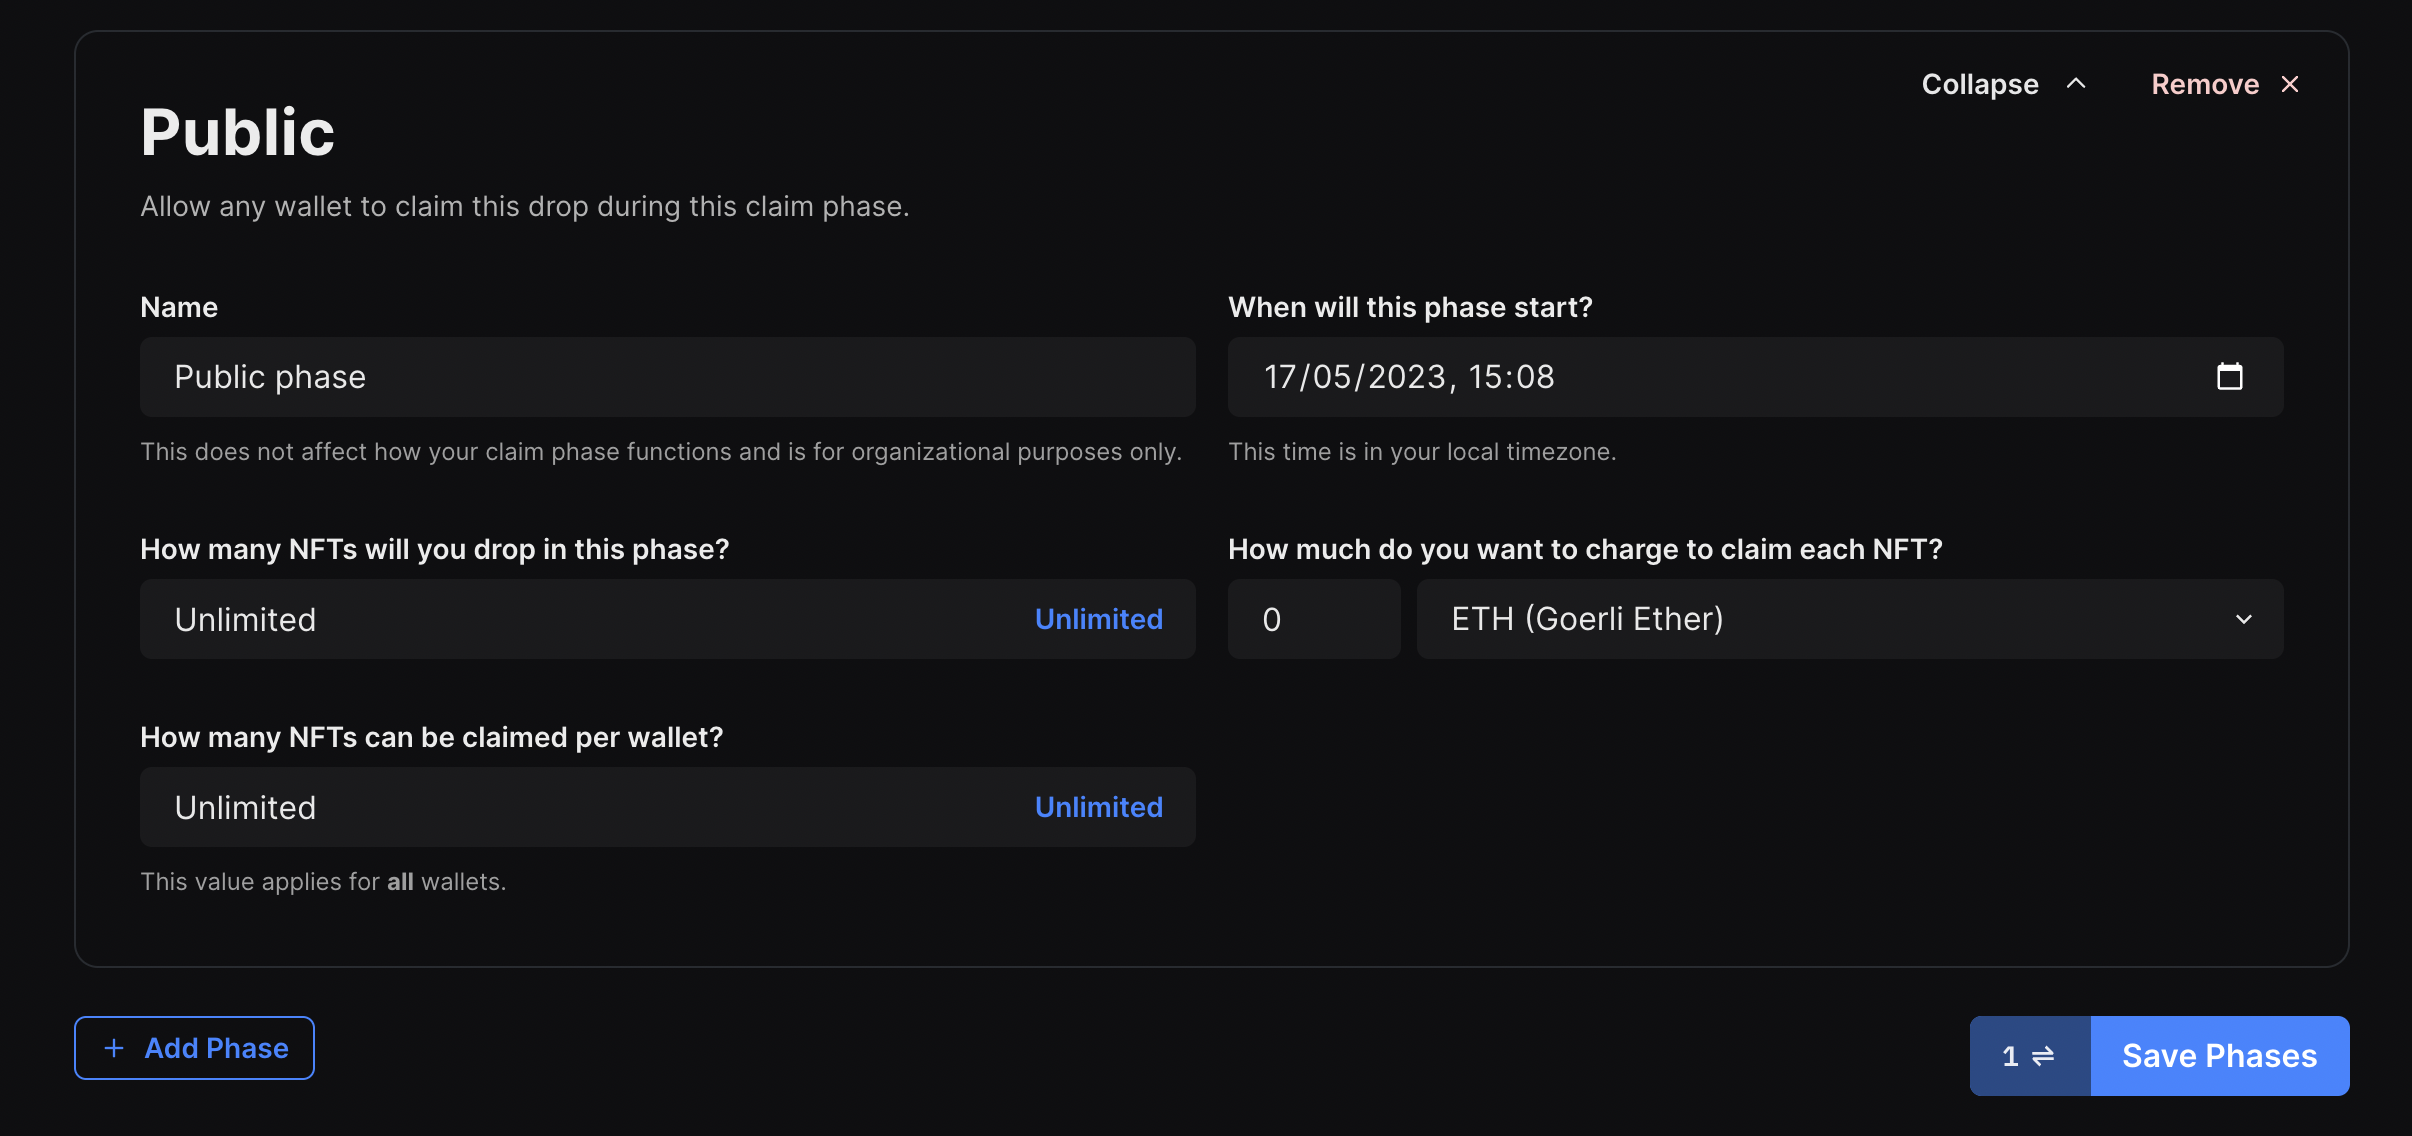 Collapse
Remove
Public
Allow any wallet to claim this drop during this claim phase.
Name
When will this phase start?
Public phase
17/05/2023, 15:08
This does not affect how your claim phase functions and is for organizational purposes only.
This time is in your local timezone.
How many NFTs will you drop in this phase?
How much do you want to charge to claim each NFT?
Unlimited
Unlimited
0
ETH (Goerli Ether)
How many NFTs can be claimed per wallet?
Unlimited
Unlimited
This value applies for all wallets.
+ Add Phase
1 ⇌
Save Phases